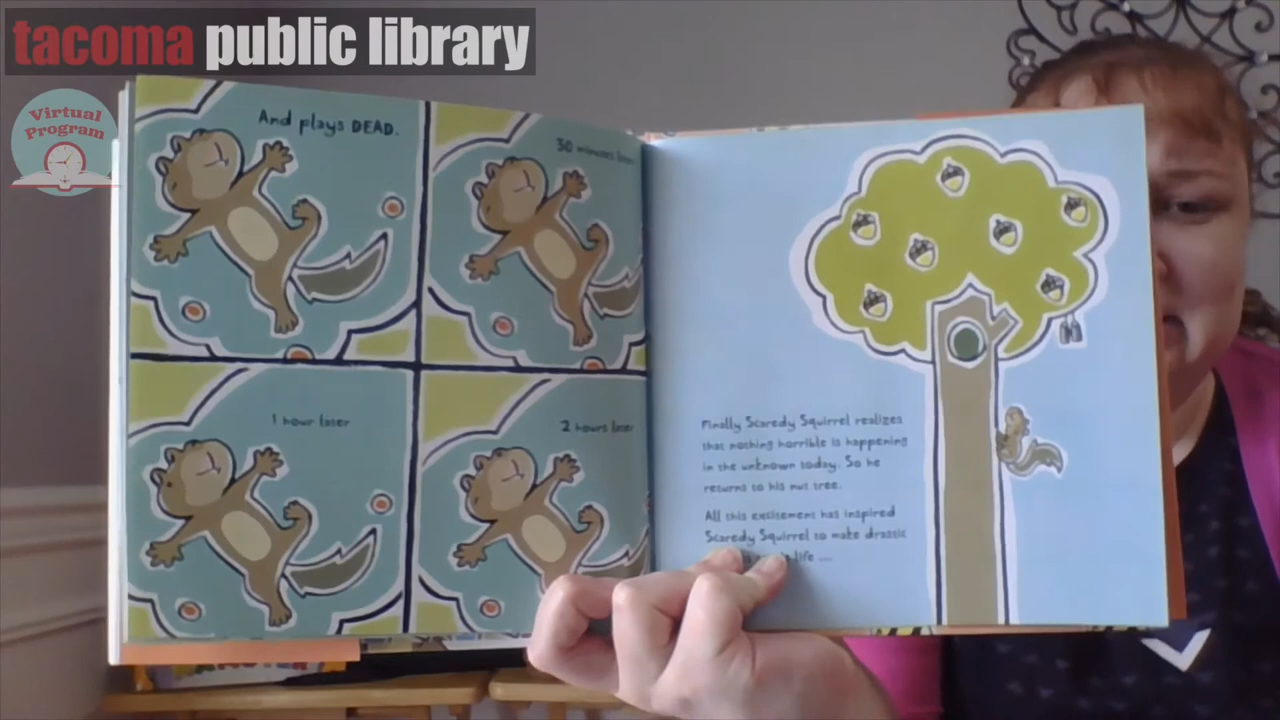 tacoma public library
Virtual
Program
And plays DEAD.
30 minutes later
1 hour later
2 hours later
Finally Scaredy Squirrel realizes
that nothing horrible is happening
in the unknown today. So he
returns to his nut tree.
All this excitement has inspired
Scaredy Squirrel to make drastic
life ...